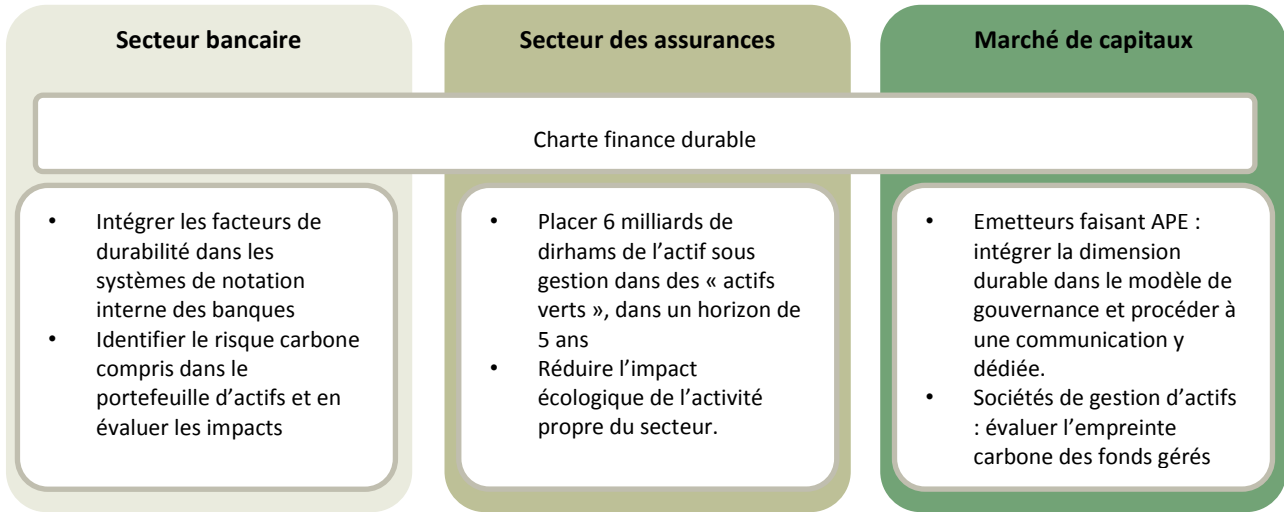 Secteur bancaire
Secteur des assurances
Marché de capitaux
Charte finance durable
• Intégrer les facteurs de
durabilité dans les
systèmes de notation
interne des banques
• Identifier le risque carbone
compris dans le
portefeuille d’actifs et en
évaluer les impacts
• Placer 6 milliards de
dirhams de l’actif sous
gestion dans des « actifs
verts », dans un horizon de
5 ans
• Réduire l’impact
écologique de l’activité
propre du secteur.
• Emetteurs faisant APE :
intégrer la dimension
durable dans le modèle de
gouvernance et procéder à
une communication y
dédiée.
• Sociétés de gestion d’actifs
: évaluer l’empreinte
carbone des fonds gérés